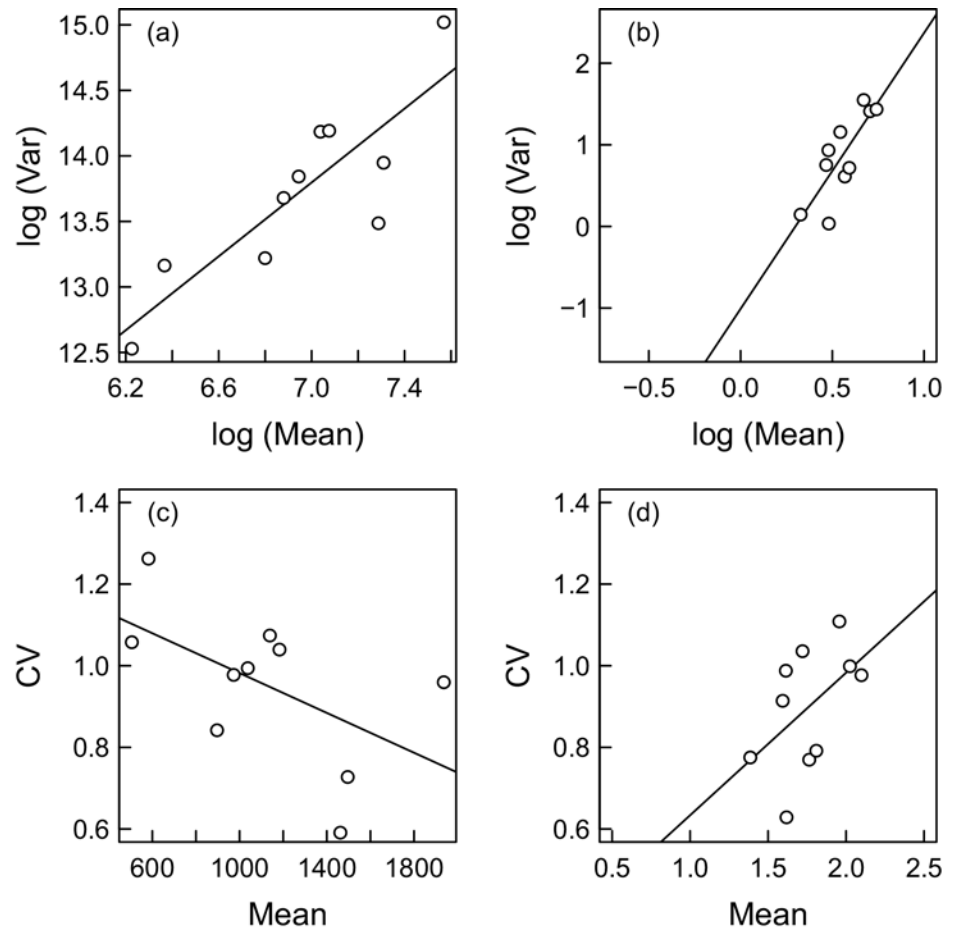 (a)
log (Var)
15.0
14.5
14.0
13.5
13.0
12.5
6.2 6.6 7.0 7.4
log (Mean)
(b)
log (Var)
2
1
0
−1
−0.5 0.0 0.5 1.0
log (Mean)
(c)
CV
1.4
1.2
1.0
0.8
0.6
600 1000 1400 1800
Mean
(d)
CV
1.4
1.2
1.0
0.8
0.6
0.5 1.0 1.5 2.0 2.5
Mean